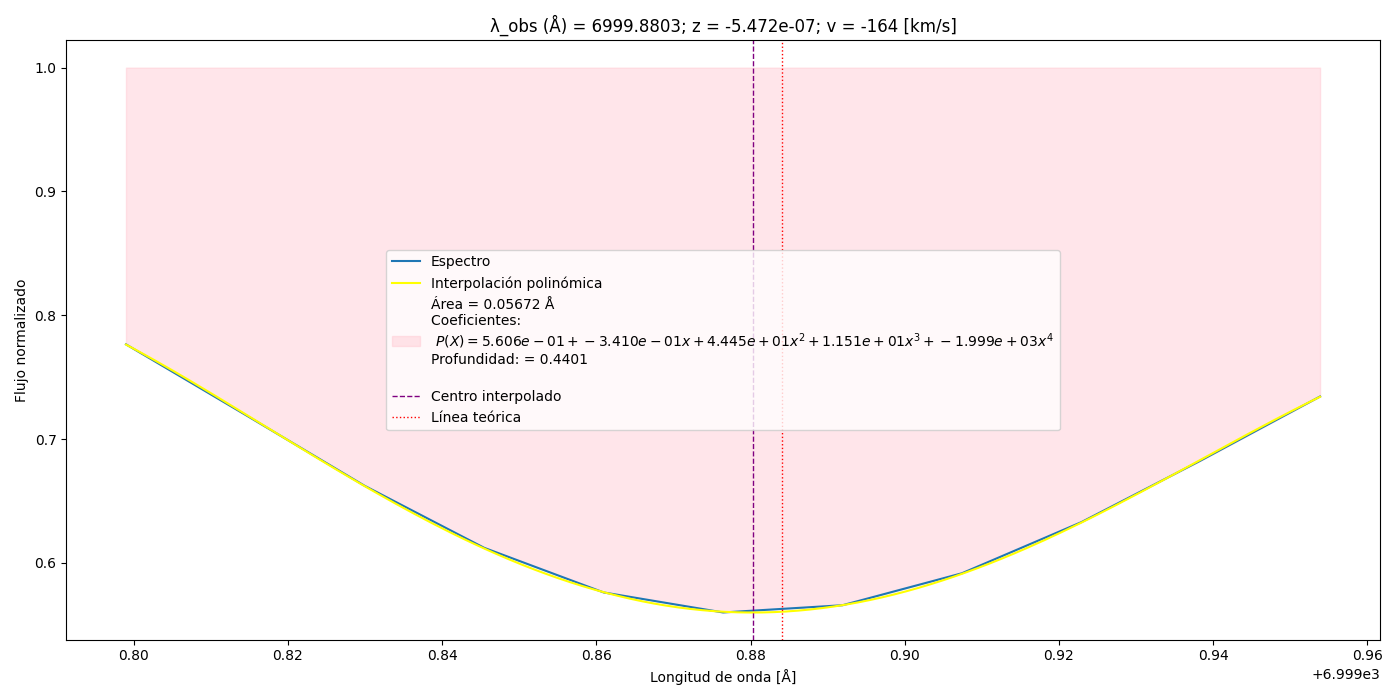 λ_obs (Å) = 6999.8803; z = -5.472e-07; v = -164 [km/s]
Flujo normalizado
1.0
0.9
0.8
0.7
0.6
Espectro
Interpolación polinómica
Área = 0.05672 Å
Coeficientes:
P(X) = 5.606e − 01 + −3.410e − 01x + 4.445e + 01x² + 1.151e + 01x³ + −1.999e + 03x⁴
Profundidad: = 0.4401
Centro interpolado
Línea teórica
0.80 0.82 0.84 0.86 0.88 0.90 0.92 0.94 0.96
+6.999e3
Longitud de onda [Å]